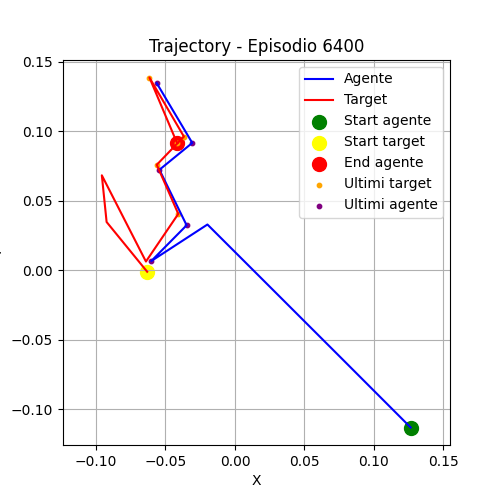 Trajectory - Episodio 6400
0.15
0.10
0.05
0.00
−0.05
−0.10
−0.10
−0.05
0.00
0.05
0.10
0.15
X
Agente
Target
Start agente
Start target
End agente
Ultimi target
Ultimi agente